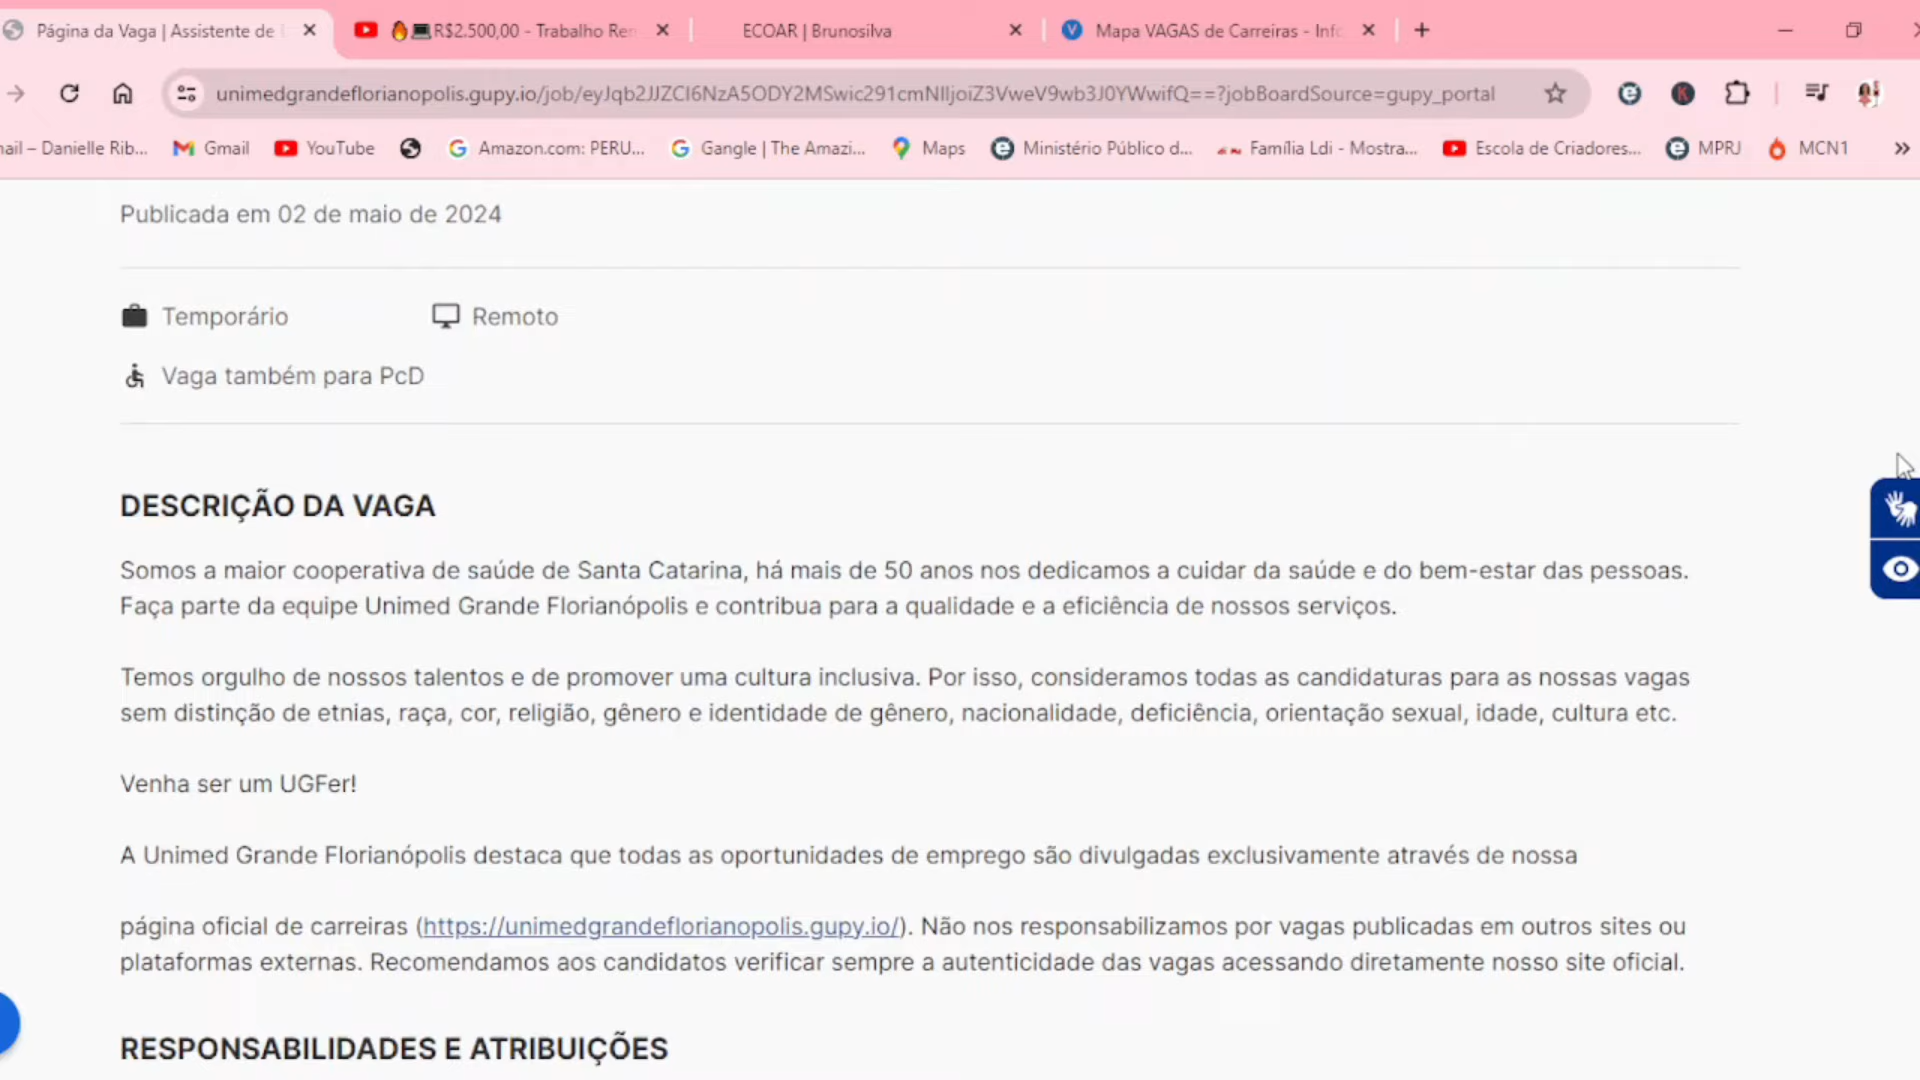 Página da Vaga | Assistente de
R$2.500,00 - Trabalho Rem
ECOAR | Brunosilva
Mapa VAGAS de Carreiras - Info
unimedgrandeflorianopolis.gupy.io/job/eyJqb2JJZCI6NzA5ODY2MSwic291cmNlIjoiZ3VweV9wb3J0YWwifQ==?jobBoardSource=gupy_portal
ail – Danielle Rib...
Gmail
YouTube
Amazon.com: PERU...
Gangle | The Amazi...
Maps
Ministério Público d...
Família Ldi - Mostra...
Escola de Criadores...
MPRJ
MCN1
Publicada em 02 de maio de 2024
Temporário
Remoto
Vaga também para PcD
DESCRIÇÃO DA VAGA
Somos a maior cooperativa de saúde de Santa Catarina, há mais de 50 anos nos dedicamos a cuidar da saúde e do bem-estar das pessoas.
Faça parte da equipe Unimed Grande Florianópolis e contribua para a qualidade e a eficiência de nossos serviços.
Temos orgulho de nossos talentos e de promover uma cultura inclusiva. Por isso, consideramos todas as candidaturas para as nossas vagas
sem distinção de etnias, raça, cor, religião, gênero e identidade de gênero, nacionalidade, deficiência, orientação sexual, idade, cultura etc.
Venha ser um UGFer!
A Unimed Grande Florianópolis destaca que todas as oportunidades de emprego são divulgadas exclusivamente através de nossa
página oficial de carreiras (https://unimedgrandeflorianopolis.gupy.io/). Não nos responsabilizamos por vagas publicadas em outros sites ou
plataformas externas. Recomendamos aos candidatos verificar sempre a autenticidade das vagas acessando diretamente nosso site oficial.
RESPONSABILIDADES E ATRIBUIÇÕES